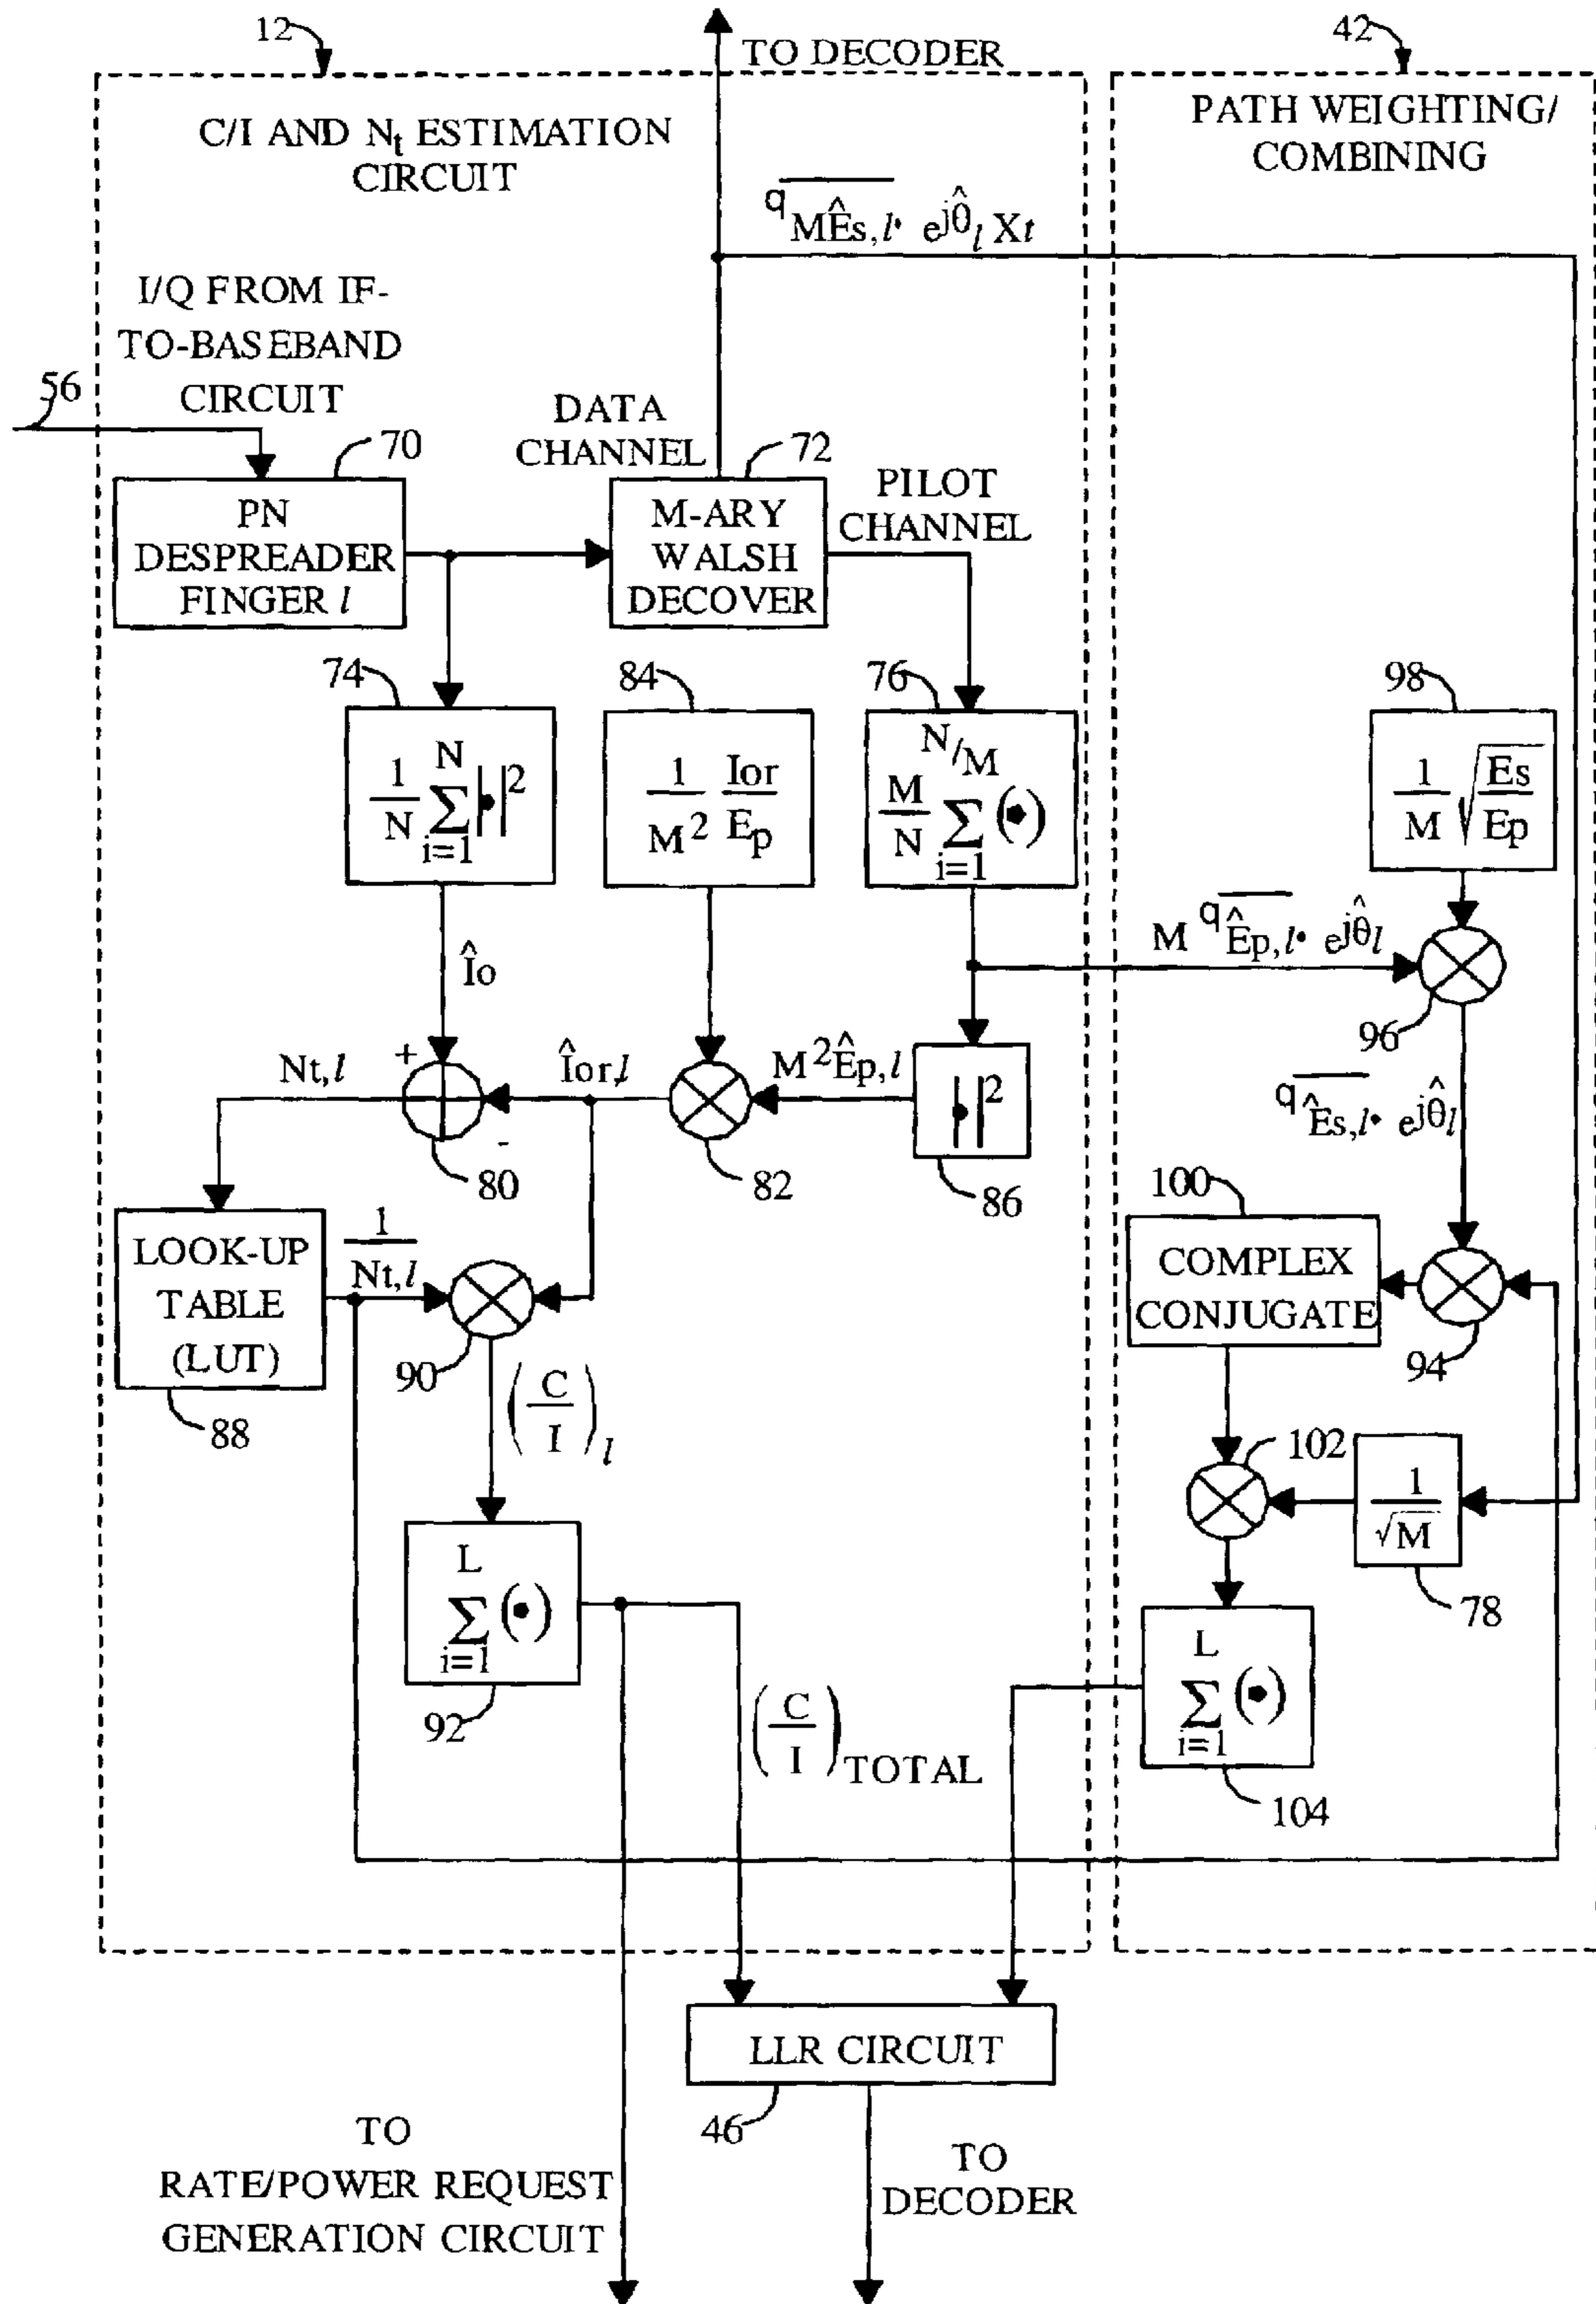 12
42
TO DECODER
C/I AND Nt ESTIMATION
CIRCUIT
PATH WEIGHTING/
COMBINING
q MÊs,l· e^jθ̂l Xt
I/Q FROM IF-
TO-BASEBAND
CIRCUIT
56
DATA
CHANNEL
70
72
PILOT
CHANNEL
PN
DESPREADER
FINGER l
M-ARY
WALSH
DECOVER
74
84
76
98
1/N N Σ i=1 |•|²
1/M² Ior/Ep
M/N N/M Σ i=1 (•)
1/M √Es/Ep
Îo
M q Êp,l· e^jθ̂l
96
Nt,l
+
-
Îor,l
M²Êp,l
|•|²
q Ês,l· e^jθ̂l
80
82
86
100
LOOK-UP
TABLE
(LUT)
1/Nt,l
COMPLEX
CONJUGATE
88
90
94
(C/I)l
102
1/√M
78
L Σ i=1 (•)
92
L Σ i=1 (•)
104
(C/I)TOTAL
LLR CIRCUIT
46
TO
RATE/POWER REQUEST
GENERATION CIRCUIT
TO
DECODER